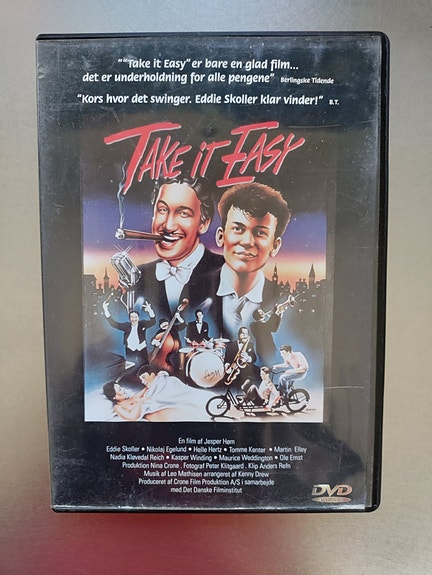 ""Take it Easy" er bare en glad film...
det er underholdning for alle pengene" Berlingske Tidende
"Kors hvor det swinger. Eddie Skoller klar vinder!" B.T.
TAKE IT EASY
En film af Jesper Høm
Eddie Skoller • Nikolaj Egelund • Helle Hertz • Tomme Kenter • Martin Elley
Nadia Kløvedal Reich • Kasper Winding • Maurice Weddington • Ole Ernst
Produktion Nina Crone . Fotograf Peter Klitgaard . Klip Anders Refn
Musik af Leo Mathisen arrangeret af Kenny Drew
Produceret af Crone Film Produktion A/S i samarbejde
med Det Danske Filminstitut
DVD